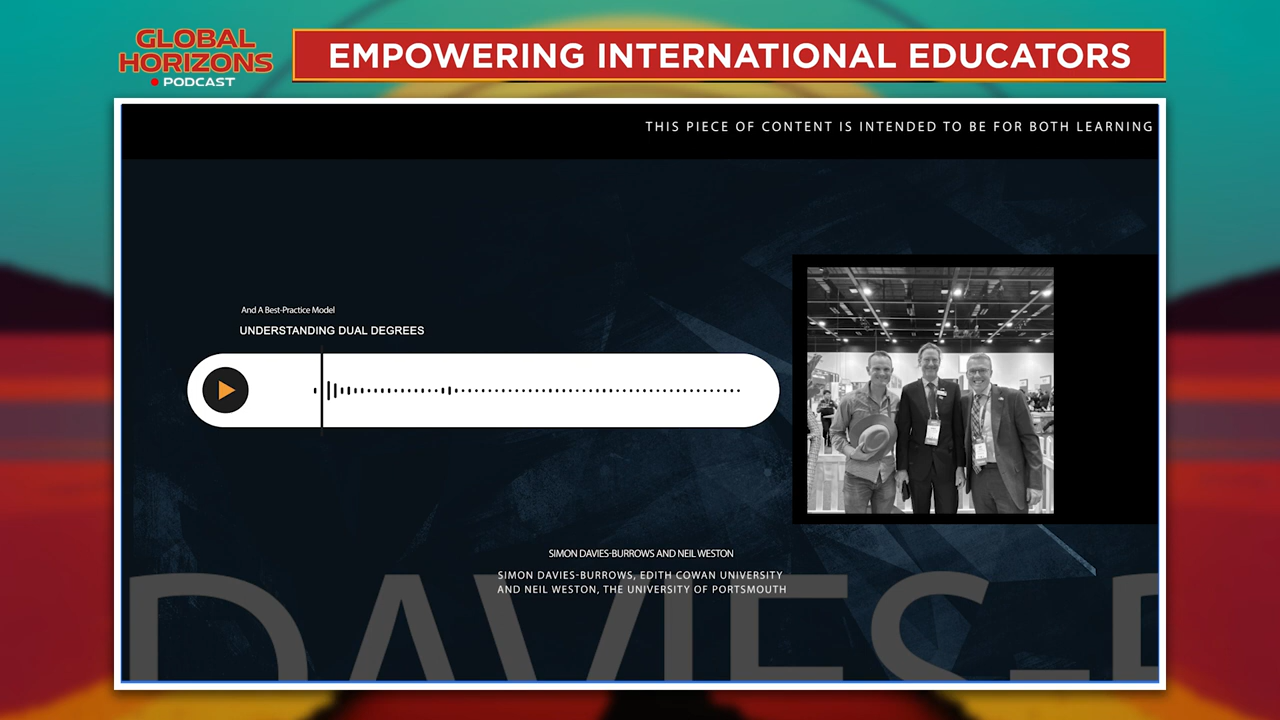 GLOBAL
HORIZONS
PODCAST
EMPOWERING INTERNATIONAL EDUCATORS
THIS PIECE OF CONTENT IS INTENDED TO BE FOR BOTH LEARNING
And A Best-Practice Model
UNDERSTANDING DUAL DEGREES
SIMON DAVIES-BURROWS AND NEIL WESTON
SIMON DAVIES-BURROWS, EDITH COWAN UNIVERSITY
AND NEIL WESTON, THE UNIVERSITY OF PORTSMOUTH
DAVIES-